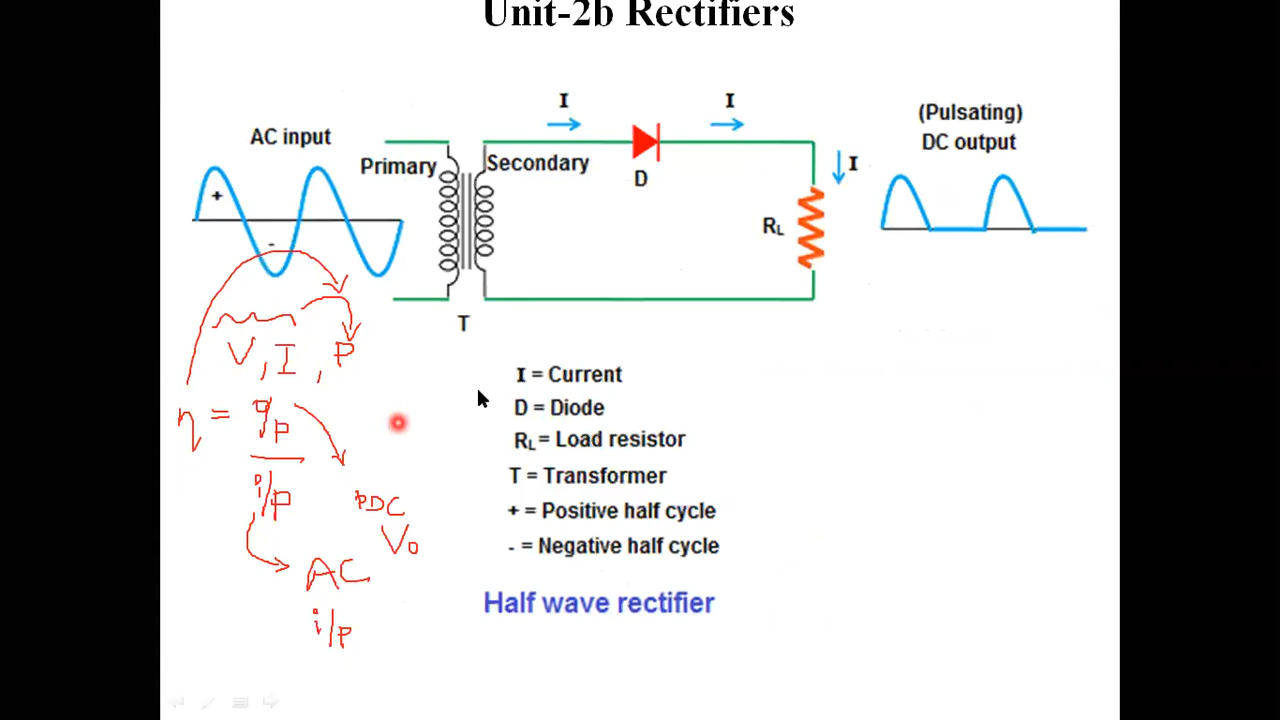 Unit-2b Rectifiers
AC input
+
-
Primary
Secondary
T
I
I
D
I
RL
(Pulsating)
DC output
V, I, P
η =
i/p
DC
Vo
AC
i/p
I = Current
D = Diode
RL = Load resistor
T = Transformer
+ = Positive half cycle
- = Negative half cycle
Half wave rectifier